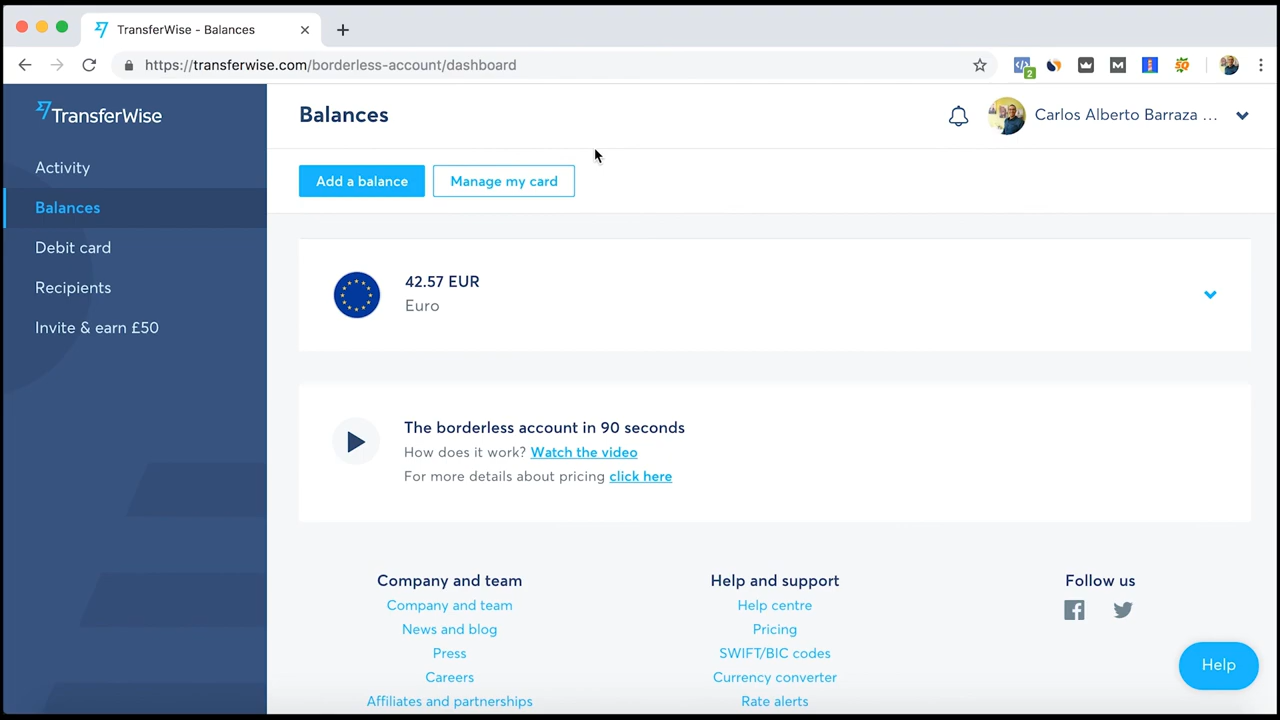 TransferWise - Balances
https://transferwise.com/borderless-account/dashboard
2
TransferWise
Activity
Balances
Debit card
Recipients
Invite & earn £50
Balances
Carlos Alberto Barraza ...
Add a balance
Manage my card
42.57 EUR
Euro
The borderless account in 90 seconds
How does it work? Watch the video
For more details about pricing click here
Company and team
Company and team
News and blog
Press
Careers
Affiliates and partnerships
Help and support
Help centre
Pricing
SWIFT/BIC codes
Currency converter
Rate alerts
Follow us
Help